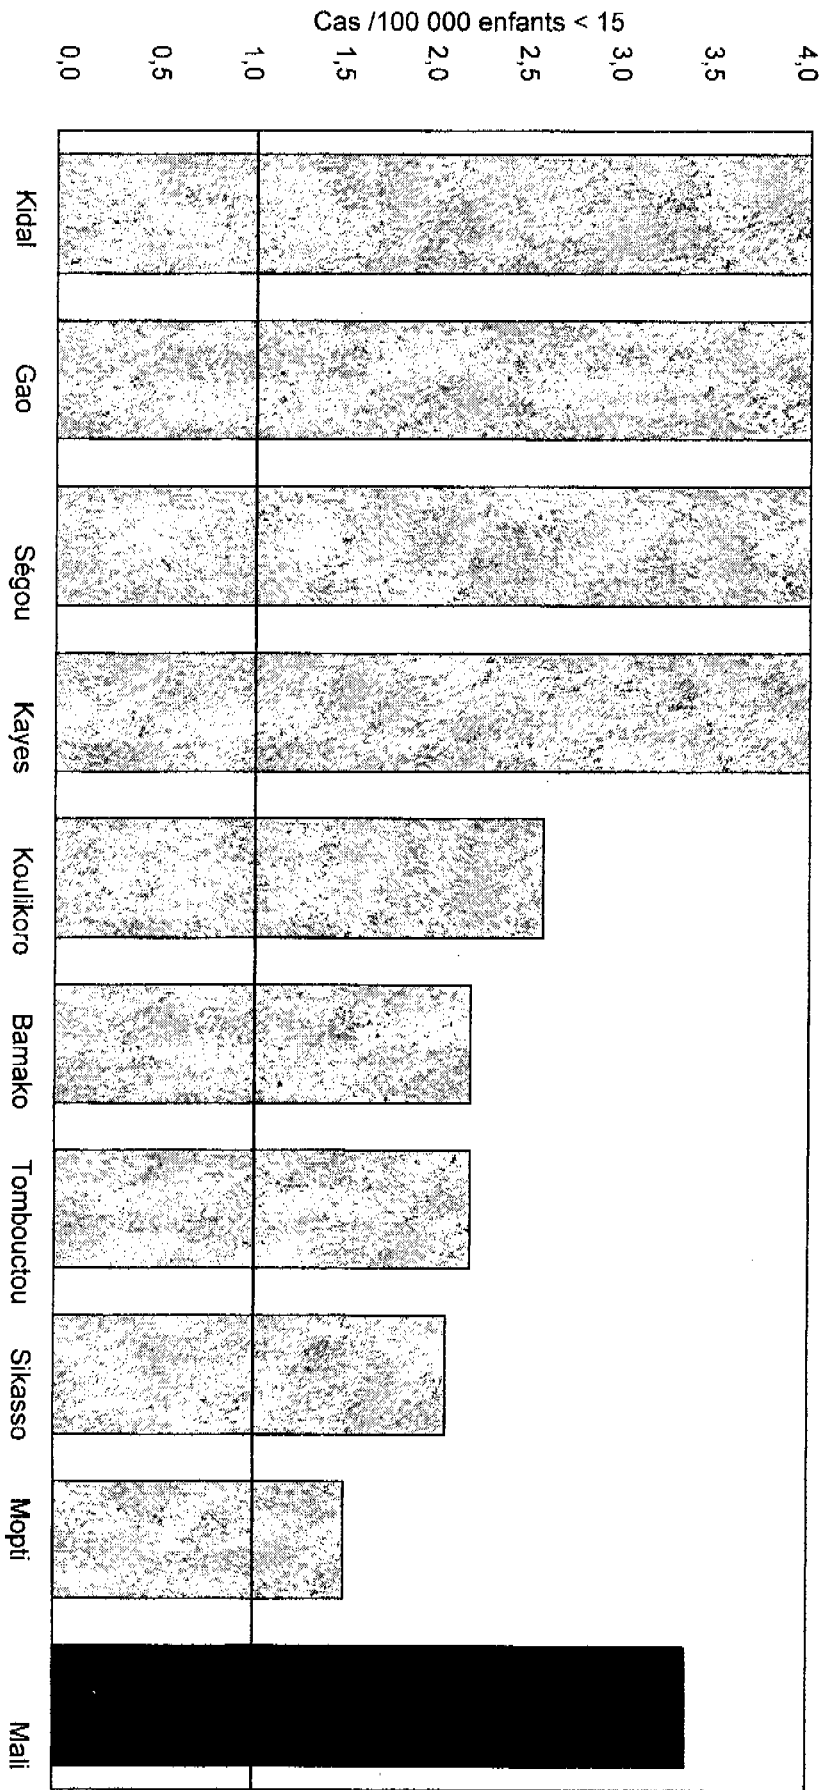 Cas /100 000 enfants < 15
4,0
3,5
3,0
2,5
2,0
1,5
1,0
0,5
0,0
Kidal
Gao
Ségou
Kayes
Koulikoro
Bamako
Tombouctou
Sikasso
Mopti
Mali